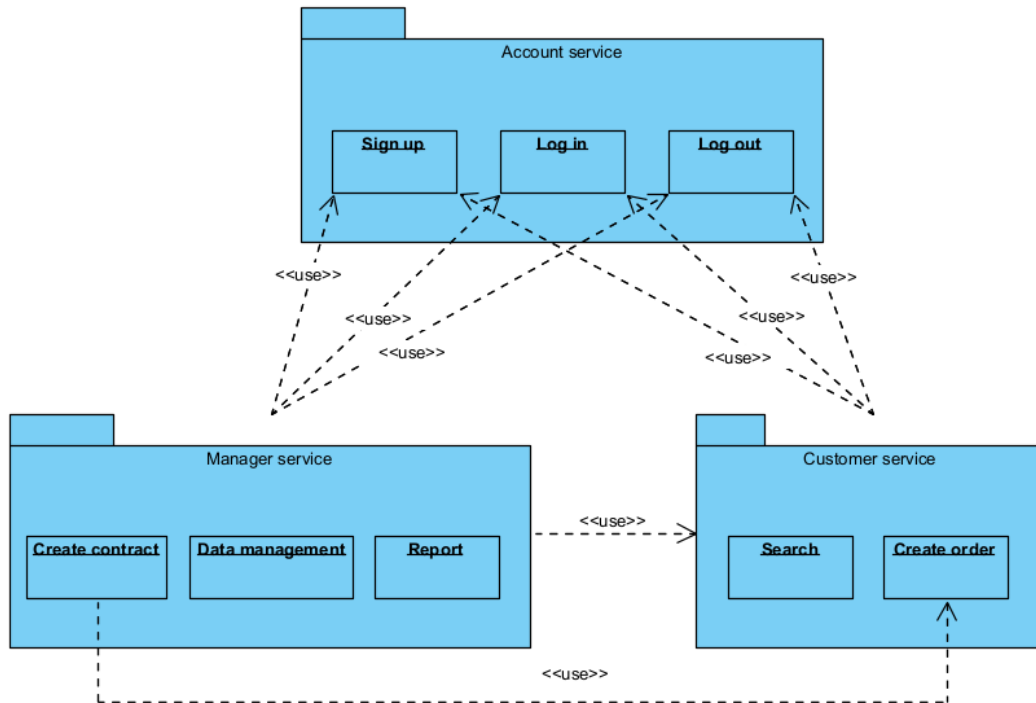 Account service
Sign up
Log in
Log out
<<use>>
<<use>>
<<use>>
<<use>>
<<use>>
<<use>>
Manager service
Customer service
<<use>>
Create contract
Data management
Report
Search
Create order
<<use>>